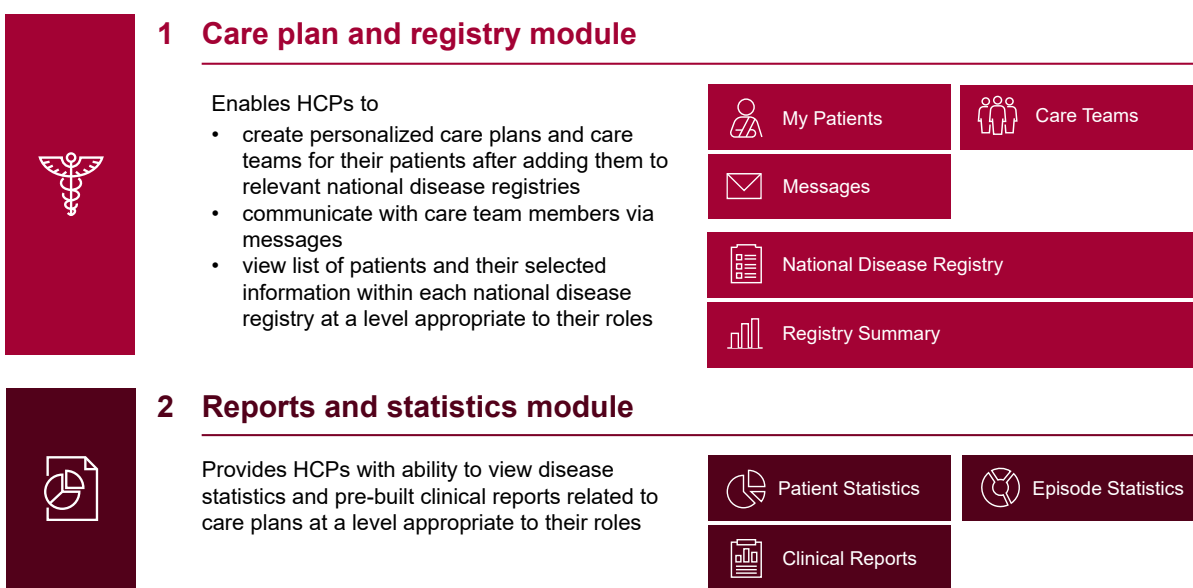 1 Care plan and registry module
Enables HCPs to
• create personalized care plans and care
teams for their patients after adding them to
relevant national disease registries
• communicate with care team members via
messages
• view list of patients and their selected
information within each national disease
registry at a level appropriate to their roles
My Patients
Care Teams
Messages
National Disease Registry
Registry Summary
2 Reports and statistics module
Provides HCPs with ability to view disease
statistics and pre-built clinical reports related to
care plans at a level appropriate to their roles
Patient Statistics
Episode Statistics
Clinical Reports